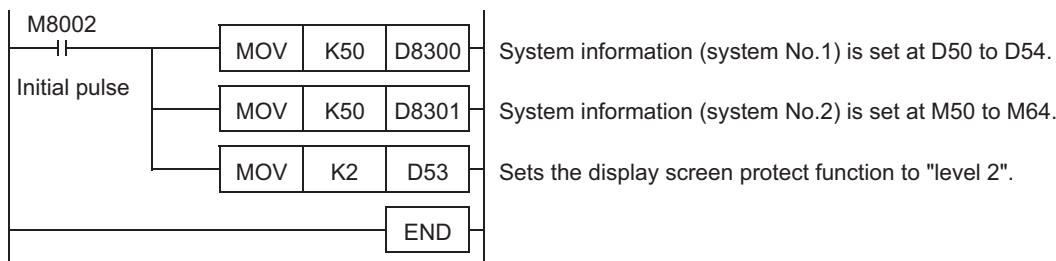 M8002
MOV K50 D8300 System information (system No.1) is set at D50 to D54.
Initial pulse
MOV K50 D8301 System information (system No.2) is set at M50 to M64.
MOV K2 D53 Sets the display screen protect function to "level 2".
END